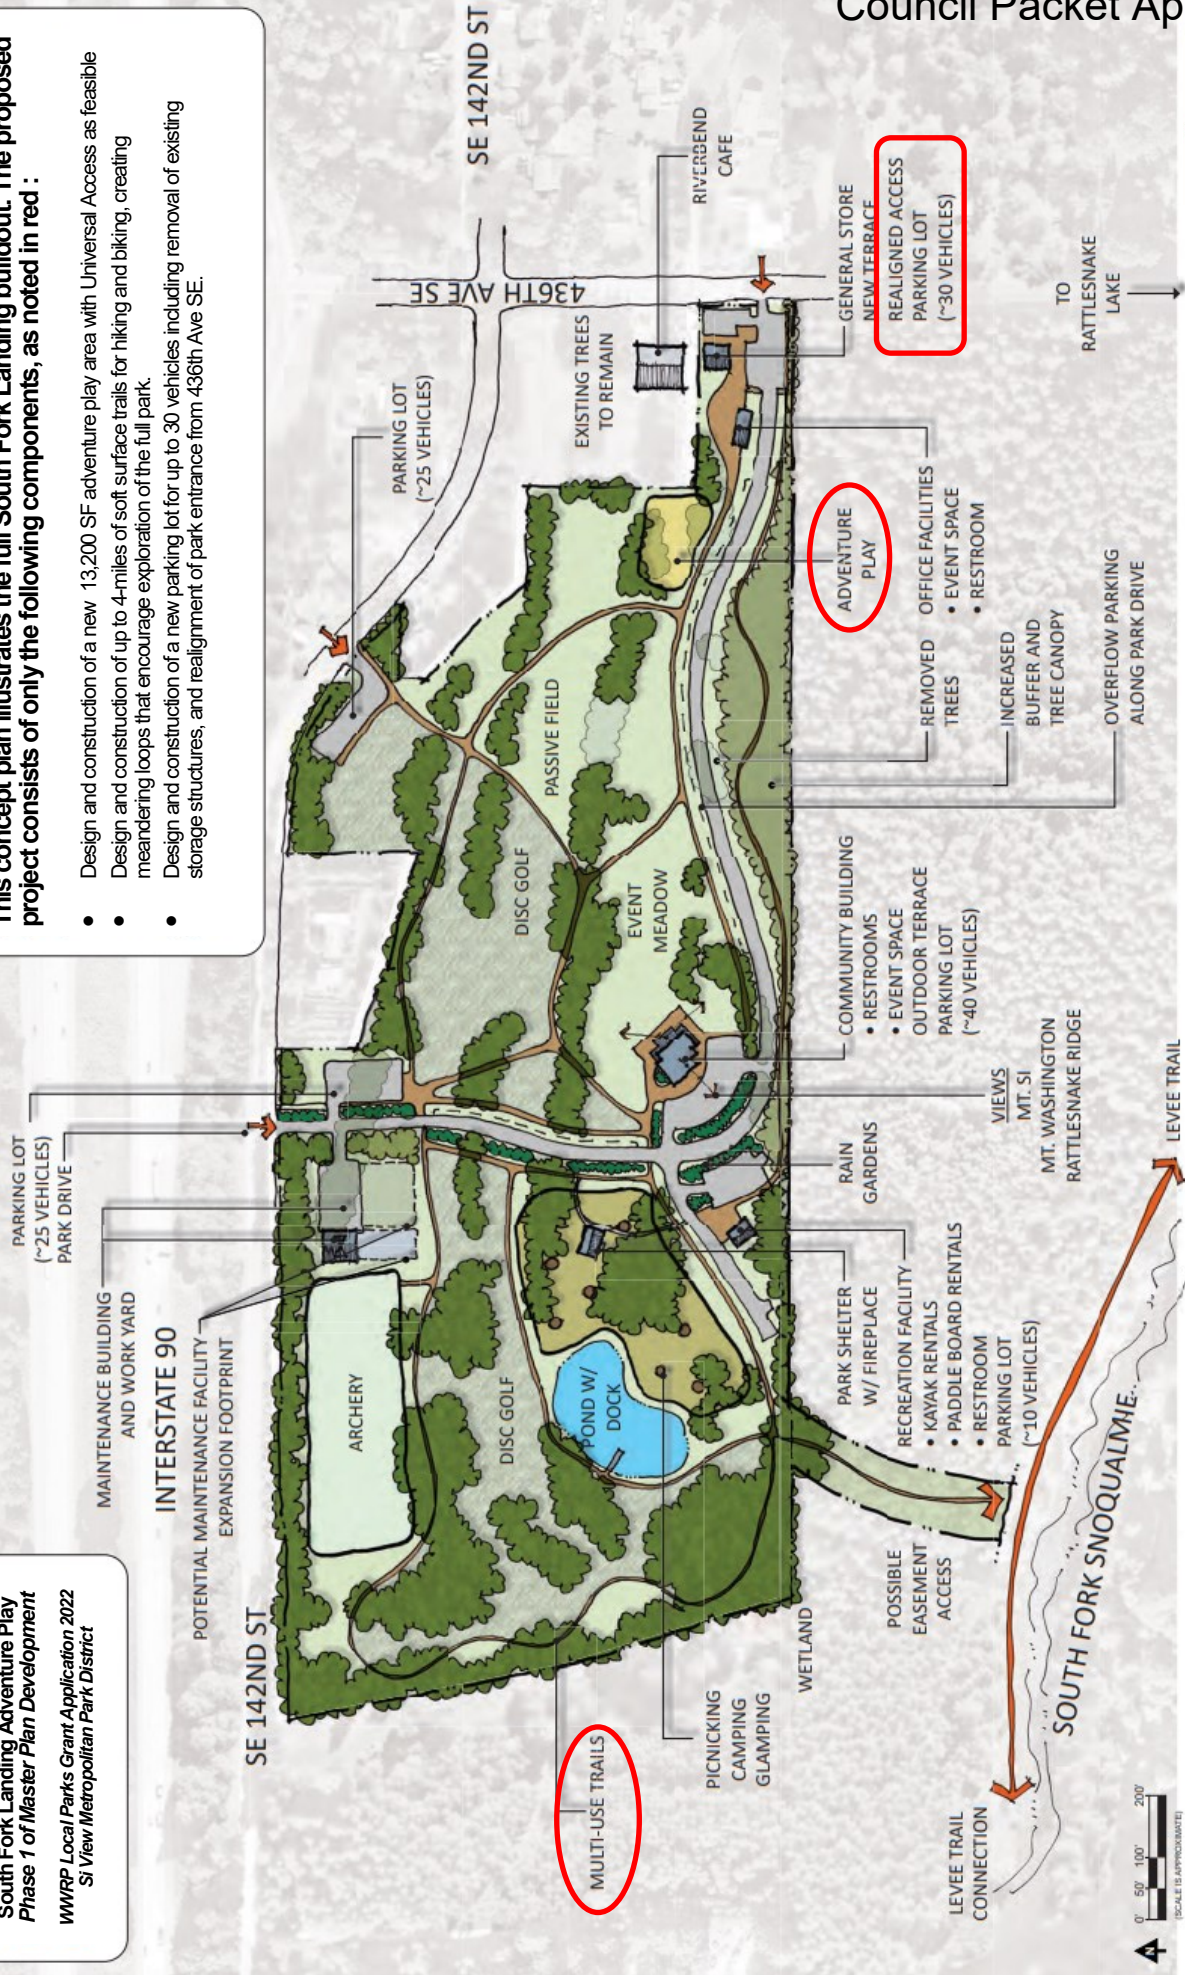 Council Packet Ap
South Fork Landing Adventure Play
Phase 1 of Master Plan Development
WWRP Local Parks Grant Application 2022
Si View Metropolitan Park District
This concept plan illustrates the full South Fork Landing buildout. The proposed
project consists of only the following components, as noted in red :
• Design and construction of a new 13,200 SF adventure play area with Universal Access as feasible
• Design and construction of up to 4-miles of soft surface trails for hiking and biking, creating
meandering loops that encourage exploration of the full park.
• Design and construction of a new parking lot for up to 30 vehicles including removal of existing
storage structures, and realignment of park entrance from 436th Ave SE.
PARKING LOT
(~25 VEHICLES)
PARK DRIVE
MAINTENANCE BUILDING
AND WORK YARD
INTERSTATE 90
POTENTIAL MAINTENANCE FACILITY
EXPANSION FOOTPRINT
SE 142ND ST
SE 142ND ST
PARKING LOT
(~25 VEHICLES)
436TH AVE SE
EXISTING TREES
TO REMAIN
RIVERBEND
CAFE
ARCHERY
DISC GOLF
POND W/
DOCK
DISC GOLF
PASSIVE FIELD
EVENT
MEADOW
MULTI-USE TRAILS
PICNICKING
CAMPING
GLAMPING
WETLAND
POSSIBLE
EASEMENT
ACCESS
PARK SHELTER
W/ FIREPLACE
RECREATION FACILITY
• KAYAK RENTALS
• PADDLE BOARD RENTALS
• RESTROOM
PARKING LOT
(~10 VEHICLES)
RAIN
GARDENS
VIEWS
MT. SI
MT. WASHINGTON
RATTLESNAKE RIDGE
COMMUNITY BUILDING
• RESTROOMS
• EVENT SPACE
OUTDOOR TERRACE
PARKING LOT
(~40 VEHICLES)
REMOVED
TREES
INCREASED
BUFFER AND
TREE CANOPY
OVERFLOW PARKING
ALONG PARK DRIVE
ADVENTURE
PLAY
OFFICE FACILITIES
• EVENT SPACE
• RESTROOM
GENERAL STORE
NEW TERRACE
REALIGNED ACCESS
PARKING LOT
(~30 VEHICLES)
TO
RATTLESNAKE
LAKE
LEVEE TRAIL
CONNECTION
SOUTH FORK SNOQUALMIE
LEVEE TRAIL
N
0' 50' 100' 200'
(SCALE IS APPROXIMATE)